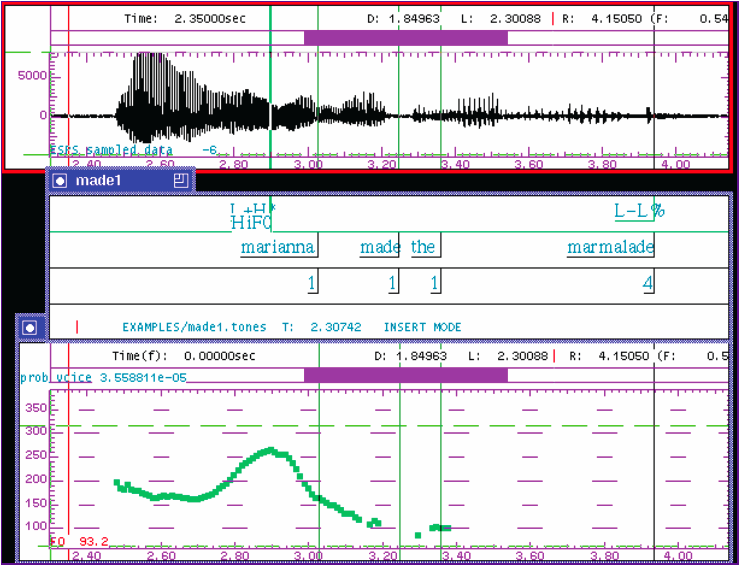 Time: 2.35000sec D: 1.84963 L: 2.30088 R: 4.15050 (F: 0.54
5000
0
ESPS sampled data -6
2.40 2.60 2.80 3.00 3.20 3.40 3.60 3.80 4.00
made1
L+H* L-L%
HiF0
marianna made the marmalade
1 1 1 4
EXAMPLES/made1.tones T: 2.30742 INSERT MODE
Time(f): 0.00000sec D: 1.84963 L: 2.30088 R: 4.15050 (F: 0.5
prob_voice 3.558811e-05
350
300
250
200
150
100
F0 93.2
2.40 2.60 2.80 3.00 3.20 3.40 3.60 3.80 4.00